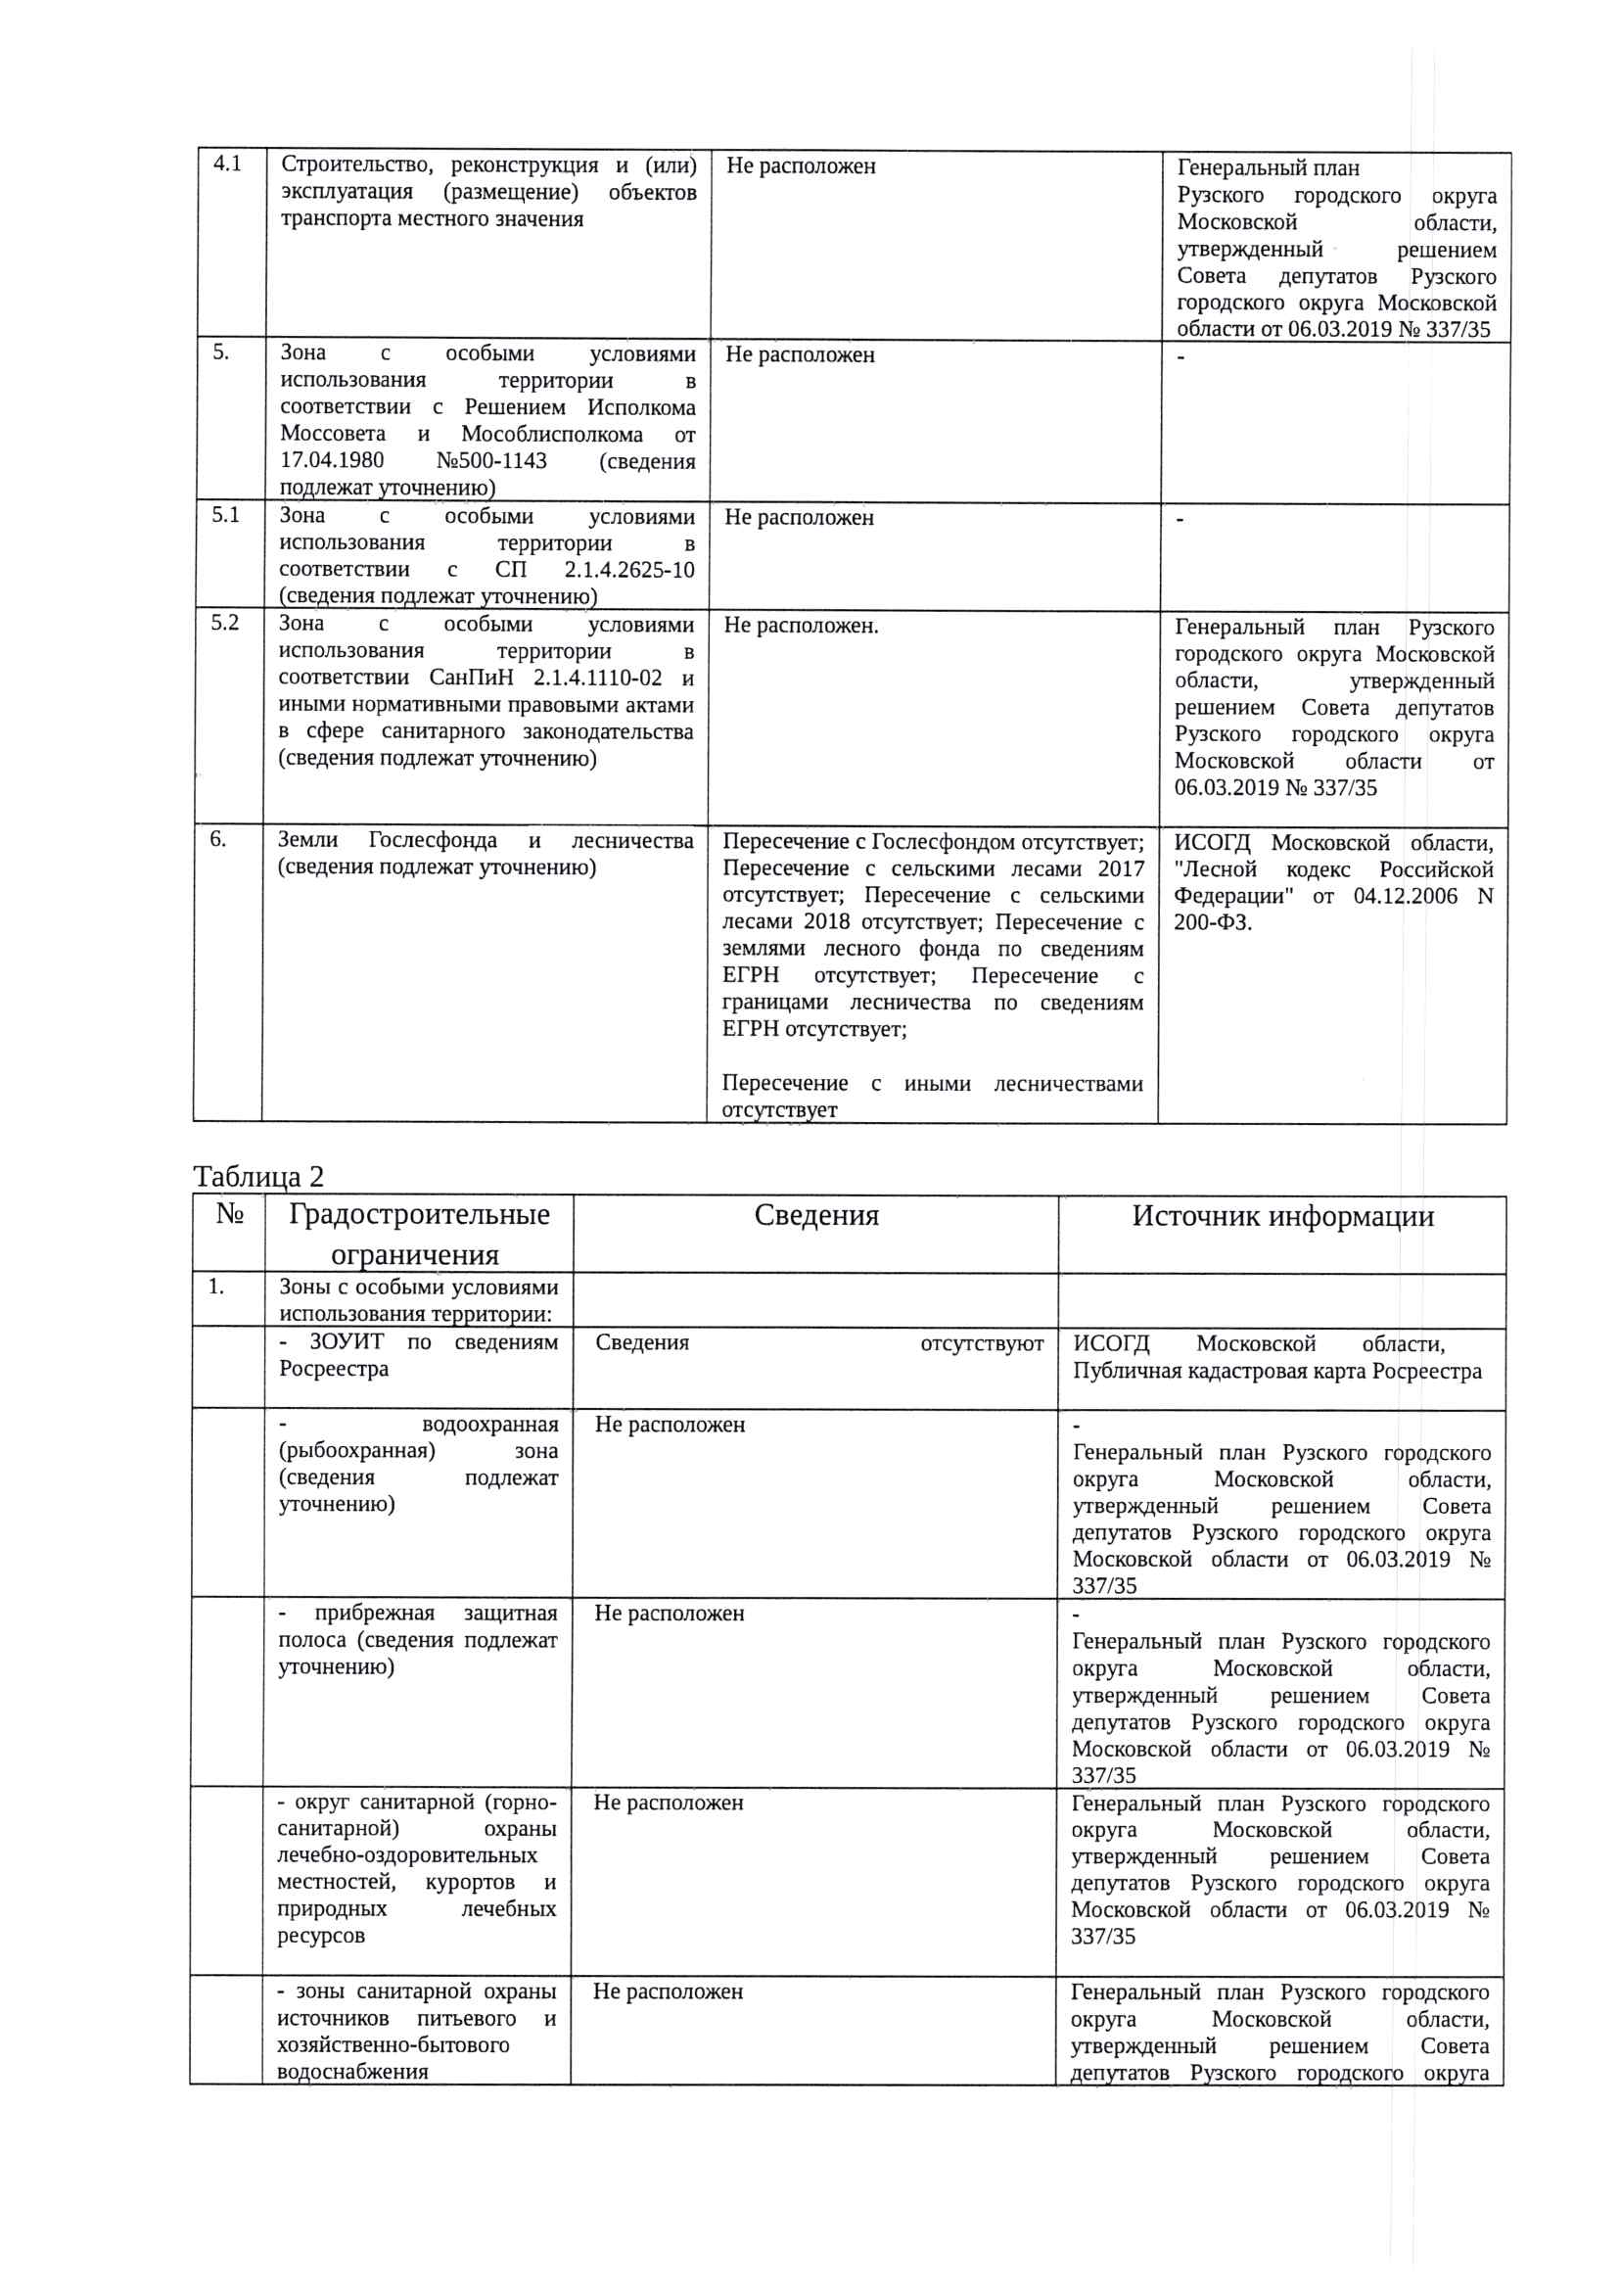 4.1
Строительство, реконструкция и (или)
эксплуатация (размещение) объектов
транспорта местного значения
Не расположен
Генеральный план
Рузского городского округа
Московской области,
утвержденный решением
Совета депутатов Рузского
городского округа Московской
области от 06.03.2019 № 337/35
5.
Зона с особыми условиями
использования территории в
соответствии с Решением Исполкома
Моссовета и Мособлисполкома от
17.04.1980 №500-1143 (сведения
подлежат уточнению)
Не расположен
-
5.1
Зона с особыми условиями
использования территории в
соответствии с СП 2.1.4.2625-10
(сведения подлежат уточнению)
Не расположен
-
5.2
Зона с особыми условиями
использования территории в
соответствии СанПиН 2.1.4.1110-02 и
иными нормативными правовыми актами
в сфере санитарного законодательства
(сведения подлежат уточнению)
Не расположен.
Генеральный план Рузского
городского округа Московской
области, утвержденный
решением Совета депутатов
Рузского городского округа
Московской области от
06.03.2019 № 337/35
6.
Земли Гослесфонда и лесничества
(сведения подлежат уточнению)
Пересечение с Гослесфондом отсутствует;
Пересечение с сельскими лесами 2017
отсутствует; Пересечение с сельскими
лесами 2018 отсутствует; Пересечение с
землями лесного фонда по сведениям
ЕГРН отсутствует; Пересечение с
границами лесничества по сведениям
ЕГРН отсутствует;
Пересечение с иными лесничествами
отсутствует
ИСОГД Московской области,
"Лесной кодекс Российской
Федерации" от 04.12.2006 N
200-ФЗ.
Таблица 2
№
Градостроительные
ограничения
Сведения
Источник информации
1.
Зоны с особыми условиями
использования территории:
- ЗОУИТ по сведениям
Росреестра
Сведения отсутствуют
ИСОГД Московской области,
Публичная кадастровая карта Росреестра
- водоохранная
(рыбоохранная) зона
(сведения подлежат
уточнению)
Не расположен
-
Генеральный план Рузского городского
округа Московской области,
утвержденный решением Совета
депутатов Рузского городского округа
Московской области от 06.03.2019 №
337/35
- прибрежная защитная
полоса (сведения подлежат
уточнению)
Не расположен
-
Генеральный план Рузского городского
округа Московской области,
утвержденный решением Совета
депутатов Рузского городского округа
Московской области от 06.03.2019 №
337/35
- округ санитарной (горно-
санитарной) охраны
лечебно-оздоровительных
местностей, курортов и
природных лечебных
ресурсов
Не расположен
Генеральный план Рузского городского
округа Московской области,
утвержденный решением Совета
депутатов Рузского городского округа
Московской области от 06.03.2019 №
337/35
- зоны санитарной охраны
источников питьевого и
хозяйственно-бытового
водоснабжения
Не расположен
Генеральный план Рузского городского
округа Московской области,
утвержденный решением Совета
депутатов Рузского городского округа